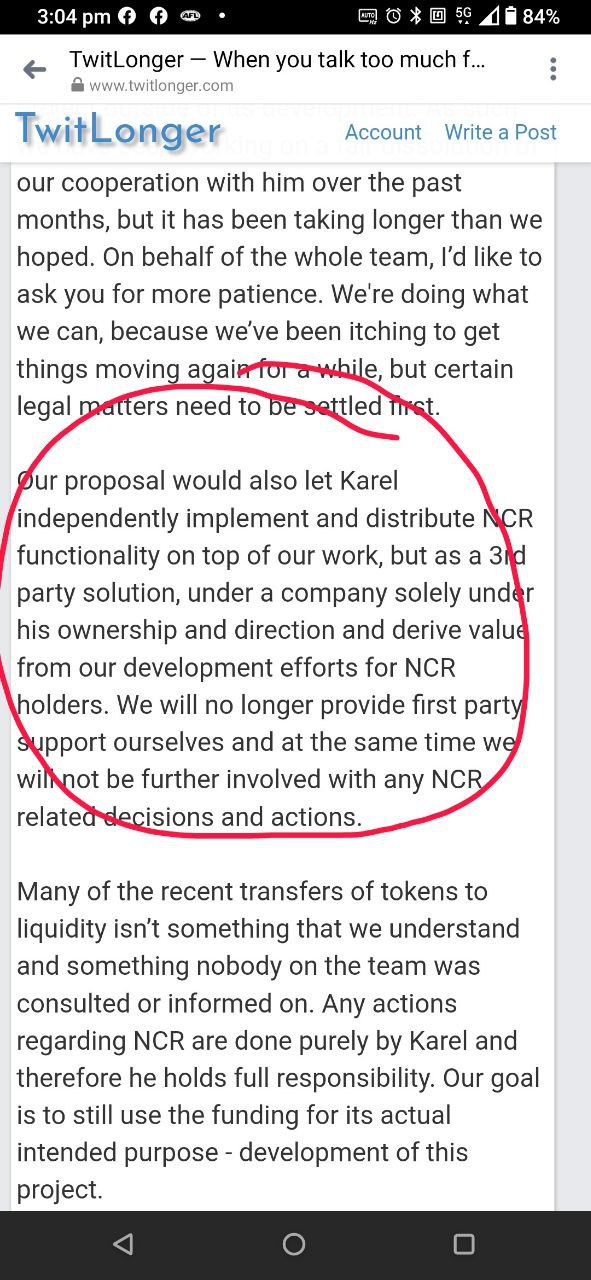 3:04 pm AFL 5G 84%
TwitLonger — When you talk too much f...
www.twitlonger.com
TwitLonger Account Write a Post
our cooperation with him over the past
months, but it has been taking longer than we
hoped. On behalf of the whole team, I’d like to
ask you for more patience. We're doing what
we can, because we’ve been itching to get
things moving again for a while, but certain
legal matters need to be settled first.
Our proposal would also let Karel
independently implement and distribute NCR
functionality on top of our work, but as a 3rd
party solution, under a company solely under
his ownership and direction and derive value
from our development efforts for NCR
holders. We will no longer provide first party
support ourselves and at the same time we
will not be further involved with any NCR
related decisions and actions.
Many of the recent transfers of tokens to
liquidity isn’t something that we understand
and something nobody on the team was
consulted or informed on. Any actions
regarding NCR are done purely by Karel and
therefore he holds full responsibility. Our goal
is to still use the funding for its actual
intended purpose - development of this
project.